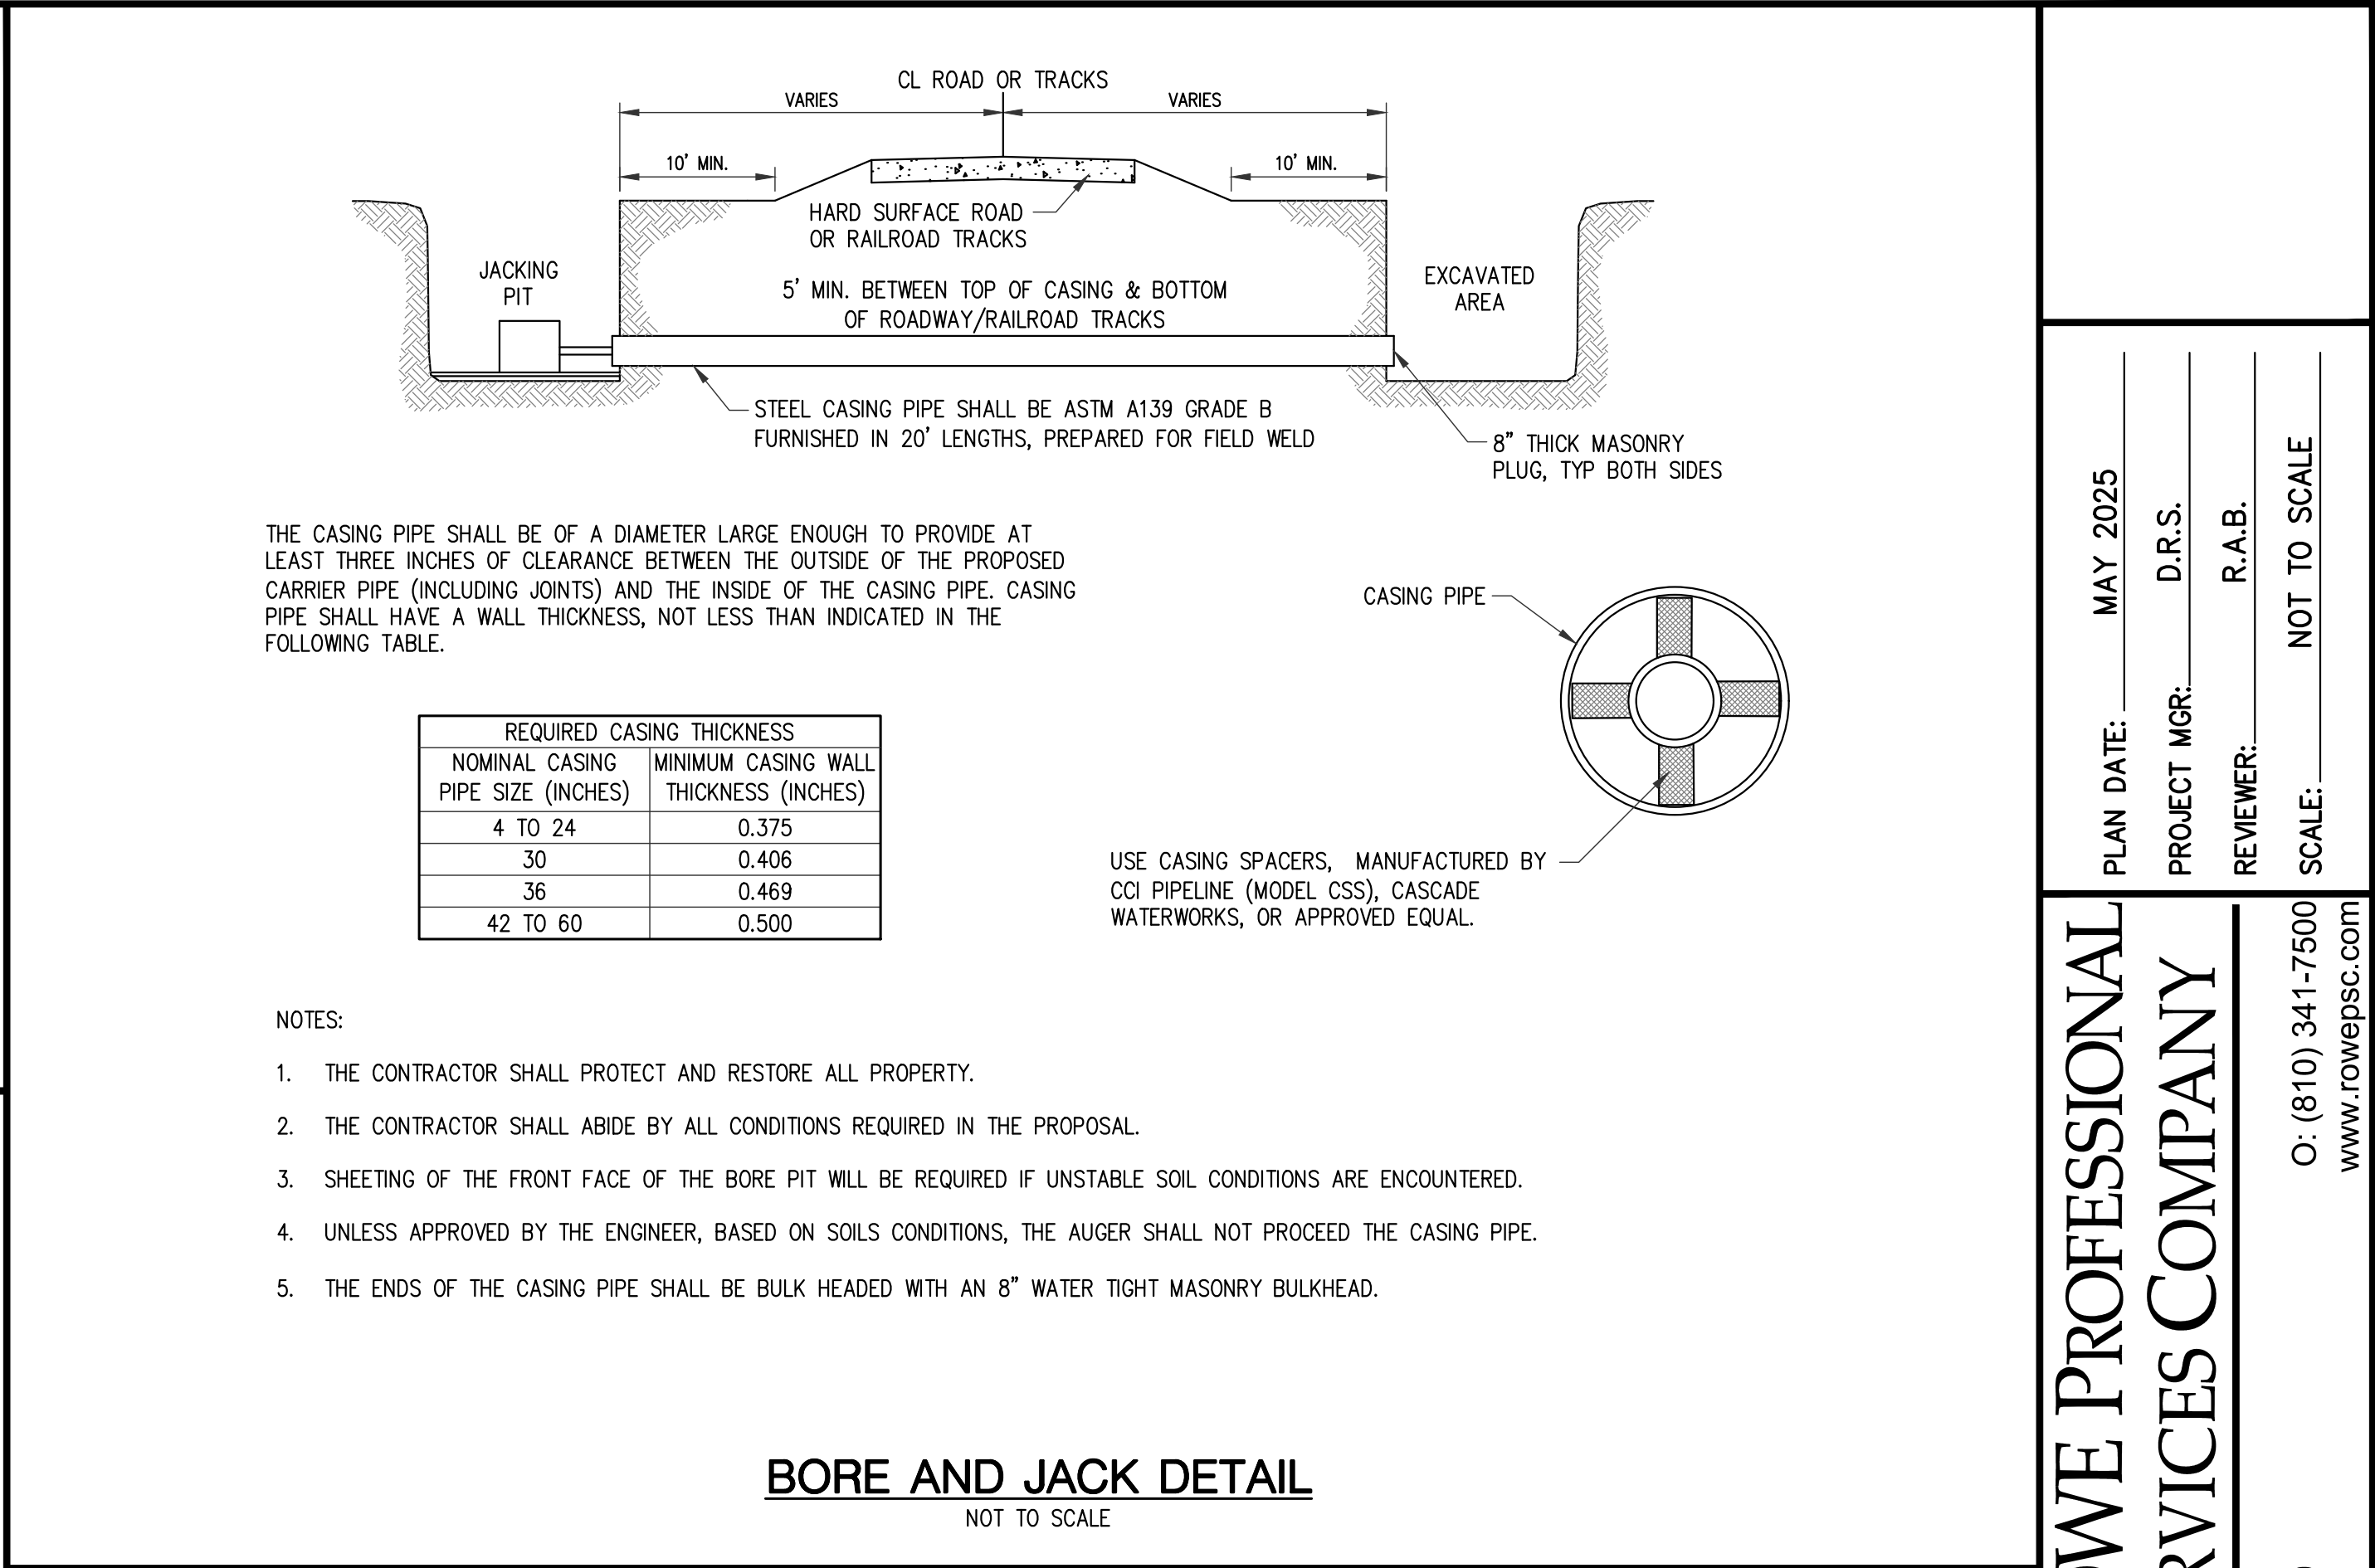 CL ROAD OR TRACKS
VARIES
VARIES
10' MIN.
10' MIN.
HARD SURFACE ROAD
OR RAILROAD TRACKS
JACKING
PIT
5' MIN. BETWEEN TOP OF CASING & BOTTOM
OF ROADWAY/RAILROAD TRACKS
EXCAVATED
AREA
STEEL CASING PIPE SHALL BE ASTM A139 GRADE B
FURNISHED IN 20' LENGTHS, PREPARED FOR FIELD WELD
8" THICK MASONRY
PLUG, TYP BOTH SIDES
THE CASING PIPE SHALL BE OF A DIAMETER LARGE ENOUGH TO PROVIDE AT
LEAST THREE INCHES OF CLEARANCE BETWEEN THE OUTSIDE OF THE PROPOSED
CARRIER PIPE (INCLUDING JOINTS) AND THE INSIDE OF THE CASING PIPE. CASING
PIPE SHALL HAVE A WALL THICKNESS, NOT LESS THAN INDICATED IN THE
FOLLOWING TABLE.
CASING PIPE
REQUIRED CASING THICKNESS
NOMINAL CASING
PIPE SIZE (INCHES)
MINIMUM CASING WALL
THICKNESS (INCHES)
4 TO 24 0.375
30 0.406
36 0.469
42 TO 60 0.500
USE CASING SPACERS, MANUFACTURED BY
CCI PIPELINE (MODEL CSS), CASCADE
WATERWORKS, OR APPROVED EQUAL.
NOTES:
1. THE CONTRACTOR SHALL PROTECT AND RESTORE ALL PROPERTY.
2. THE CONTRACTOR SHALL ABIDE BY ALL CONDITIONS REQUIRED IN THE PROPOSAL.
3. SHEETING OF THE FRONT FACE OF THE BORE PIT WILL BE REQUIRED IF UNSTABLE SOIL CONDITIONS ARE ENCOUNTERED.
4. UNLESS APPROVED BY THE ENGINEER, BASED ON SOILS CONDITIONS, THE AUGER SHALL NOT PROCEED THE CASING PIPE.
5. THE ENDS OF THE CASING PIPE SHALL BE BULK HEADED WITH AN 8" WATER TIGHT MASONRY BULKHEAD.
BORE AND JACK DETAIL
NOT TO SCALE
PLAN DATE: MAY 2025
PROJECT MGR: D.R.S.
REVIEWER: R.A.B.
SCALE: NOT TO SCALE
WE PROFESSIONAL
RVICES COMPANY
O: (810) 341-7500
www.rowepsc.com